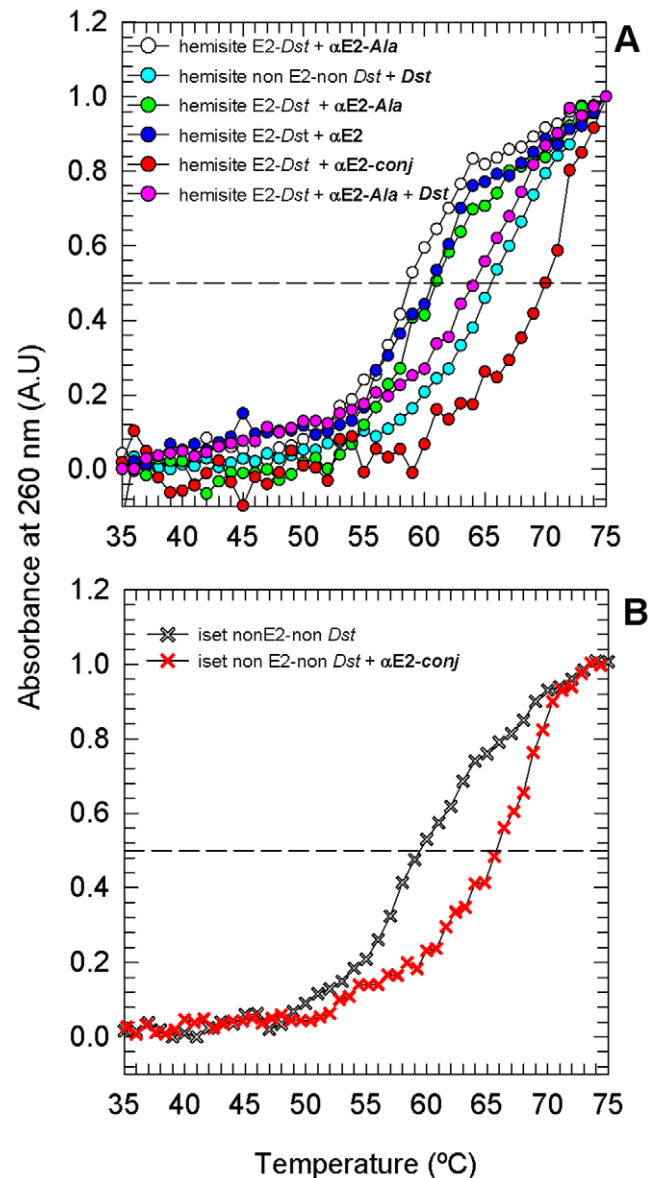 A
hemisite E2-Dst + αE2-Ala
hemisite non E2-non Dst + Dst
hemisite E2-Dst + αE2-Ala
hemisite E2-Dst + αE2
hemisite E2-Dst + αE2-conj
hemisite E2-Dst + αE2-Ala + Dst
1.2
1.0
0.8
0.6
0.4
0.2
0.0
35 40 45 50 55 60 65 70 75
Absorbance at 260 nm (A.U)
B
iset nonE2-non Dst
iset non E2-non Dst + αE2-conj
1.2
1.0
0.8
0.6
0.4
0.2
0.0
35 40 45 50 55 60 65 70 75
Temperature (ºC)